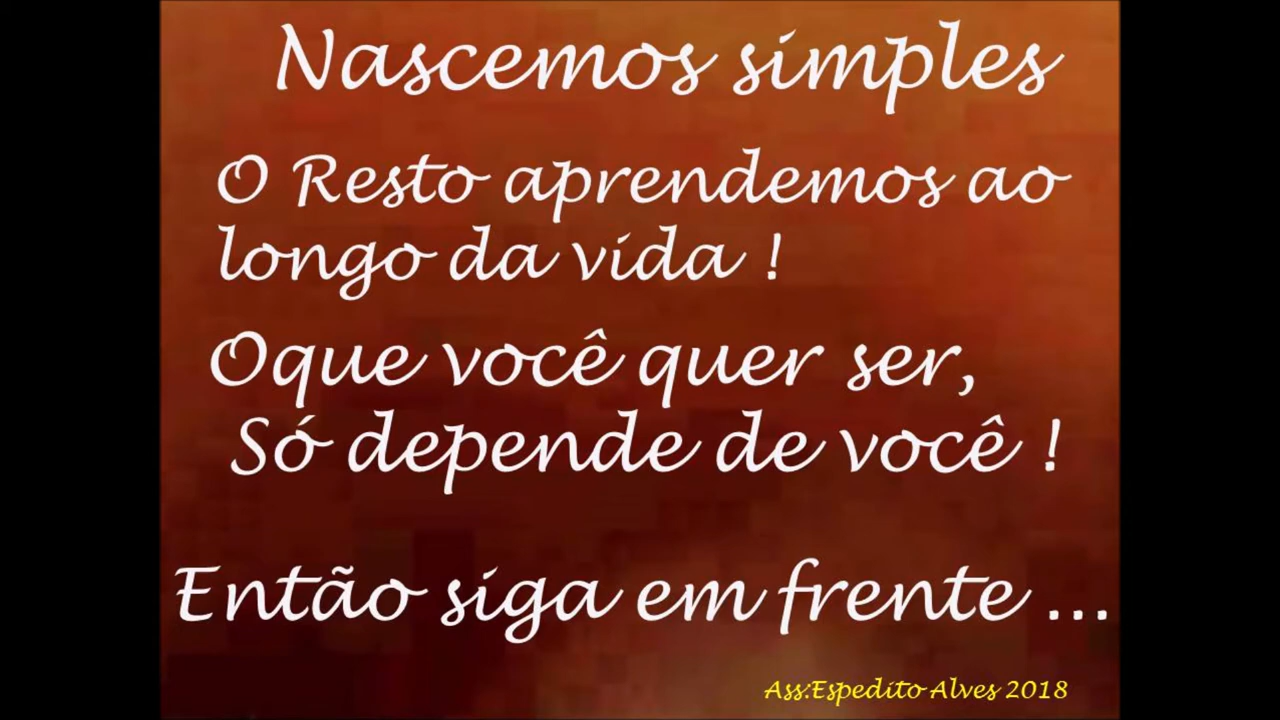 Nascemos simples
O Resto aprendemos ao
longo da vida !
Oque você quer ser,
Só depende de você !
Então siga em frente ...
Ass:Espedito Alves 2018